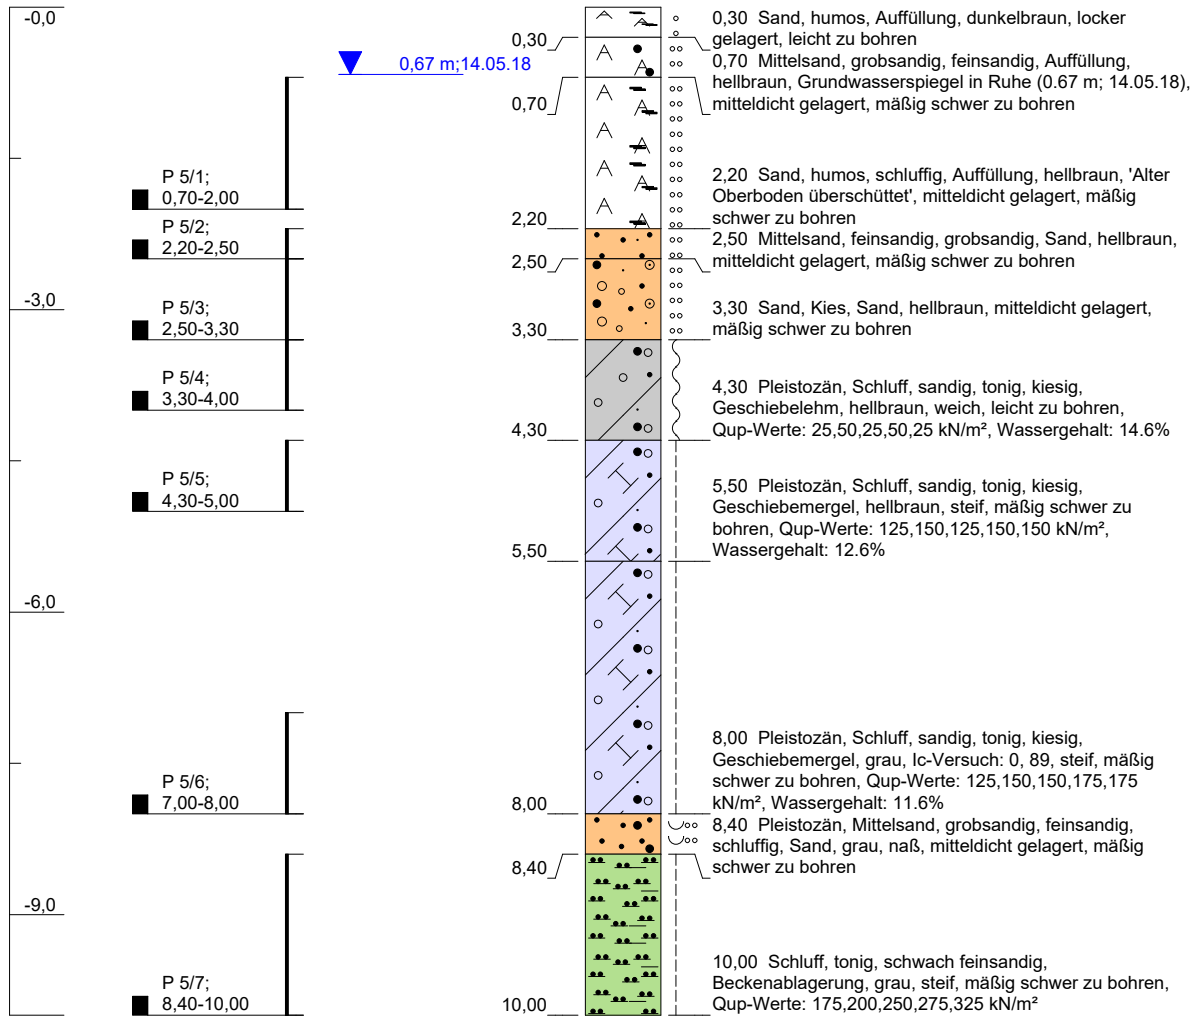 -0,0
-3,0
-6,0
-9,0
P 5/1;
0,70-2,00
P 5/2;
2,20-2,50
P 5/3;
2,50-3,30
P 5/4;
3,30-4,00
P 5/5;
4,30-5,00
P 5/6;
7,00-8,00
P 5/7;
8,40-10,00
0,67 m;14.05.18
0,30
0,70
2,20
2,50
3,30
4,30
5,50
8,00
8,40
10,00
0,30 Sand, humos, Auffüllung, dunkelbraun, locker
gelagert, leicht zu bohren
0,70 Mittelsand, grobsandig, feinsandig, Auffüllung,
hellbraun, Grundwasserspiegel in Ruhe (0.67 m; 14.05.18),
mitteldicht gelagert, mäßig schwer zu bohren
2,20 Sand, humos, schluffig, Auffüllung, hellbraun, 'Alter
Oberboden überschüttet', mitteldicht gelagert, mäßig
schwer zu bohren
2,50 Mittelsand, feinsandig, grobsandig, Sand, hellbraun,
mitteldicht gelagert, mäßig schwer zu bohren
3,30 Sand, Kies, Sand, hellbraun, mitteldicht gelagert,
mäßig schwer zu bohren
4,30 Pleistozän, Schluff, sandig, tonig, kiesig,
Geschiebelehm, hellbraun, weich, leicht zu bohren,
Qup-Werte: 25,50,25,50,25 kN/m², Wassergehalt: 14.6%
5,50 Pleistozän, Schluff, sandig, tonig, kiesig,
Geschiebemergel, hellbraun, steif, mäßig schwer zu
bohren, Qup-Werte: 125,150,125,150,150 kN/m²,
Wassergehalt: 12.6%
8,00 Pleistozän, Schluff, sandig, tonig, kiesig,
Geschiebemergel, grau, Ic-Versuch: 0, 89, steif, mäßig
schwer zu bohren, Qup-Werte: 125,150,150,175,175
kN/m², Wassergehalt: 11.6%
8,40 Pleistozän, Mittelsand, grobsandig, feinsandig,
schluffig, Sand, grau, naß, mitteldicht gelagert, mäßig
schwer zu bohren
10,00 Schluff, tonig, schwach feinsandig,
Beckenablagerung, grau, steif, mäßig schwer zu bohren,
Qup-Werte: 175,200,250,275,325 kN/m²